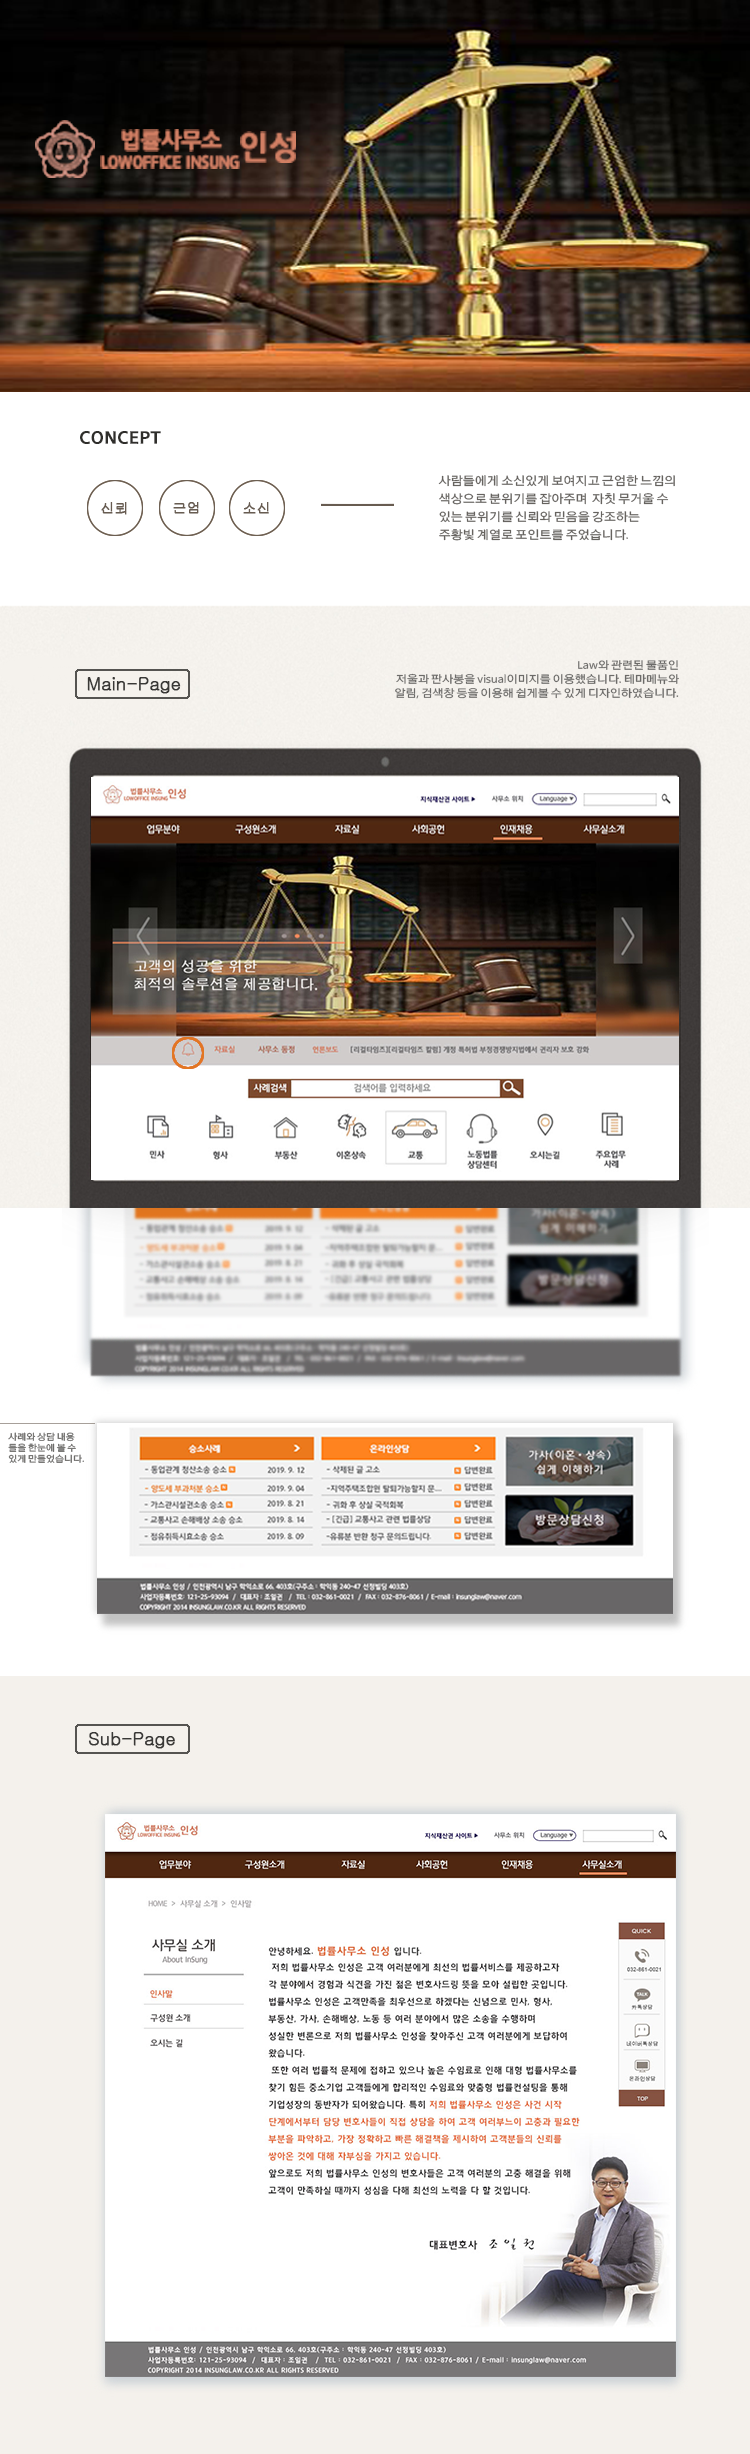 법률사무소 인성
LOWOFFICE INSUNG
CONCEPT
신뢰
근엄
소신
사람들에게 소신있게 보여지고 근엄한 느낌의
색상으로 분위기를 잡아주며 자칫 무거울 수
있는 분위기를 신뢰와 믿음을 강조하는
주황빛 계열로 포인트를 주었습니다.
Main-Page
Law와 관련된 물품인
저울과 판사봉을 visual이미지를 이용했습니다. 테마메뉴와
알림, 검색창 등을 이용해 쉽게볼 수 있게 디자인하였습니다.
법률사무소 인성
LOWOFFICE INSUNG
지식재산권 사이트 ▶ 사무소 위치 Language ▼
업무분야 구성원소개 자료실 사회공헌 인재채용 사무실소개
고객의 성공을 위한
최적의 솔루션을 제공합니다.
자료실 사무소 동정 언론보도 [리걸타임즈][리걸타임즈 칼럼] 개정 특허법 부정경쟁방지법에서 권리자 보호 강화
사례검색 검색어를 입력하세요
민사 형사 부동산 이혼상속 교통 노동법률 상담센터 오시는길 주요업무 사례
사례와 상담 내용
들을 한눈에 볼 수
있게 만들었습니다.
승소사례 > 온라인상담 >
- 동업관계 청산소송 승소 2019. 9. 12 - 삭제된 글 고소 답변완료
- 양도세 부과처분 승소 2019. 9. 04 -지역주택조합원 탈퇴가능할지 문... 답변완료
- 가스관시설권소송 승소 2019. 8. 21 - 귀화 후 상실 국적회복 답변완료
- 교통사고 손해배상 소송 승소 2019. 8. 14 - [긴급] 교통사고 관련 법률상담 답변완료
- 점유취득시효소송 승소 2019. 8. 09 -유류분 반환 청구 문의드립니다. 답변완료
가사(이혼·상속)
쉽게 이해하기
방문상담신청
법률사무소 인성 / 인천광역시 남구 학익소로 66, 403호(구주소 : 학익동 240-47 선정빌딩 403호)
사업자등록번호: 121-25-93094 / 대표자 : 조일권 / TEL : 032-861-0021 / FAX : 032-876-8061 / E-mail : insunglaw@naver.com
COPYRIGHT 2014 INSUNGLAW.CO.KR ALL RIGHTS RESERVED
Sub-Page
법률사무소 인성
LOWOFFICE INSUNG
지식재산권 사이트 ▶ 사무소 위치 Language ▼
업무분야 구성원소개 자료실 사회공헌 인재채용 사무실소개
HOME > 사무실 소개 > 인사말
사무실 소개
About InSung
인사말
구성원 소개
오시는 길
안녕하세요. 법률사무소 인성 입니다.
저희 법률사무소 인성은 고객 여러분에게 최선의 법률서비스를 제공하고자
각 분야에서 경험과 식견을 가진 젊은 변호사드링 뜻을 모아 설립한 곳입니다.
법률사무소 인성은 고객만족을 최우선으로 하겠다는 신념으로 민사, 형사,
부동산, 가사, 손해배상, 노동 등 여러 분야에서 많은 소송을 수행하며
성실한 변론으로 저희 법률사무소 인성을 찾아주신 고객 여러분에게 보답하여
왔습니다.
또한 여러 법률적 문제에 접하고 있으나 높은 수임료로 인해 대형 법률사무소를
찾기 힘든 중소기업 고객들에게 합리적인 수임료와 맞춤형 법률컨설팅을 통해
기업성장의 동반자가 되어왔습니다. 특히 저희 법률사무소 인성은 사건 시작
단계에서부터 담당 변호사들이 직접 상담을 하여 고객 여러부느이 고충과 필요한
부분을 파악하고, 가장 정확하고 빠른 해결책을 제시하여 고객분들의 신뢰를
쌓아온 것에 대해 자부심을 가지고 있습니다.
앞으로도 저희 법률사무소 인성의 변호사들은 고객 여러분의 고충 해결을 위해
고객이 만족하실 때까지 성심을 다해 최선의 노력을 다 할 것입니다.
대표변호사 조일권
QUICK
032-861-0021
TALK
카톡상담
네이버톡상담
온라인상담
TOP
법률사무소 인성 / 인천광역시 남구 학익소로 66, 403호(구주소 : 학익동 240-47 선정빌딩 403호)
사업자등록번호: 121-25-93094 / 대표자 : 조일권 / TEL : 032-861-0021 / FAX : 032-876-8061 / E-mail : insunglaw@naver.com
COPYRIGHT 2014 INSUNGLAW.CO.KR ALL RIGHTS RESERVED